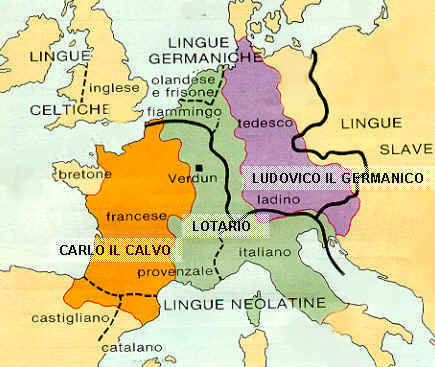 LINGUE
GERMANICHE
LINGUE
inglese
CELTICHE
olandese
e frisone
fiammingo
tedesco
LINGUE
SLAVE
bretone
Verdun
LUDOVICO IL GERMANICO
ladino
francese
LOTARIO
CARLO IL CALVO
italiano
provenzale
LINGUE NEOLATINE
castigliano
catalano